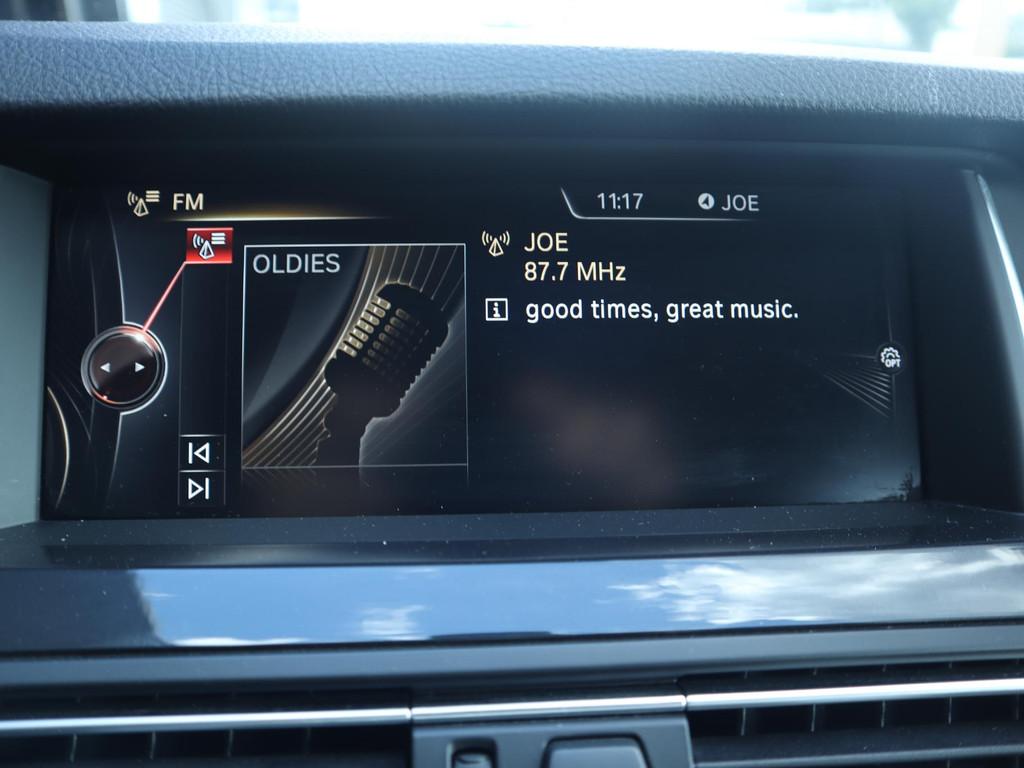 FM
11:17
JOE
OLDIES
JOE
87.7 MHz
i
good times, great music.
OPT